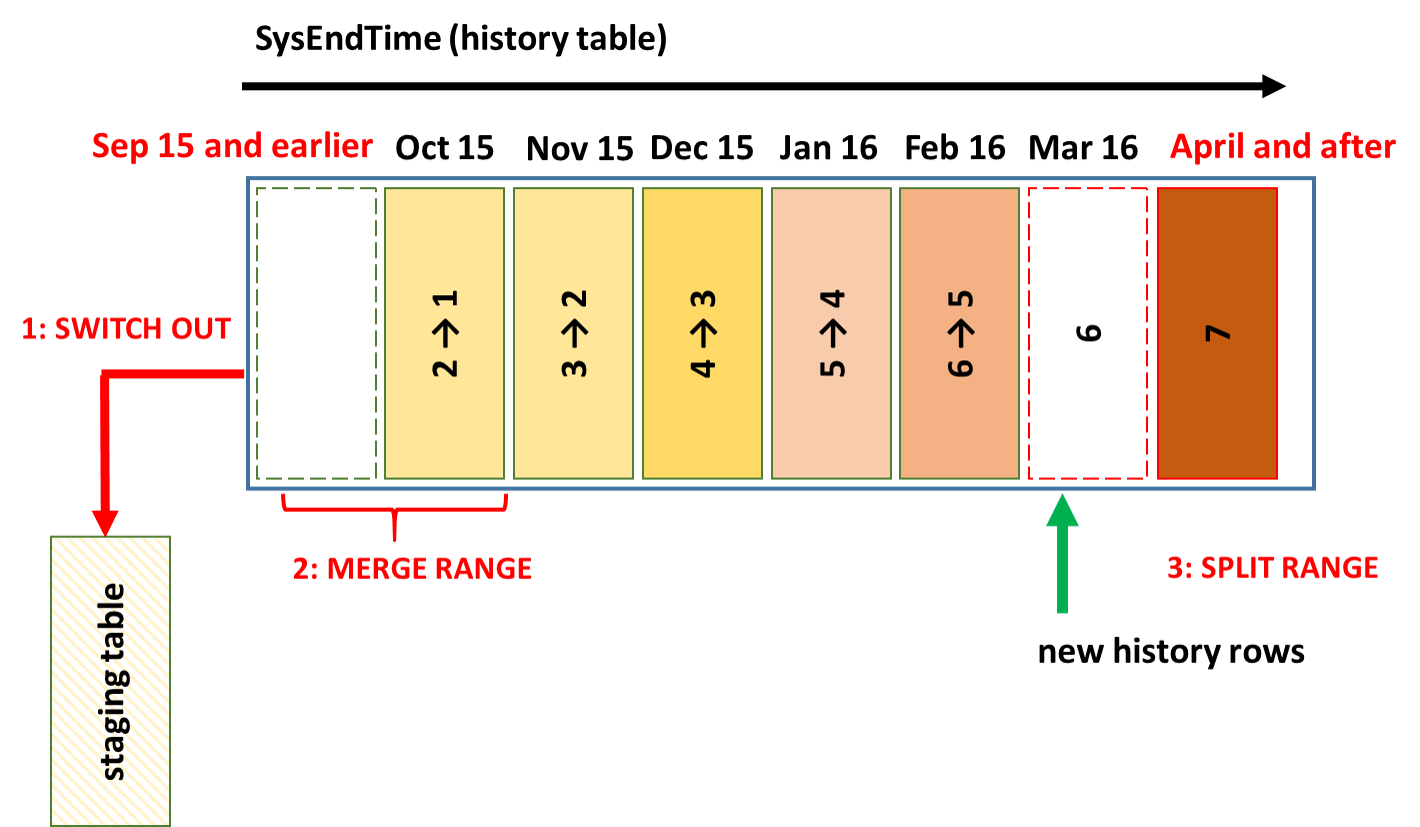 SysEndTime (history table)
Sep 15 and earlier Oct 15 Nov 15 Dec 15 Jan 16 Feb 16 Mar 16 April and after
2→1 3→2 4→3 5→4 6→5 6 7
1: SWITCH OUT
2: MERGE RANGE
3: SPLIT RANGE
new history rows
staging table